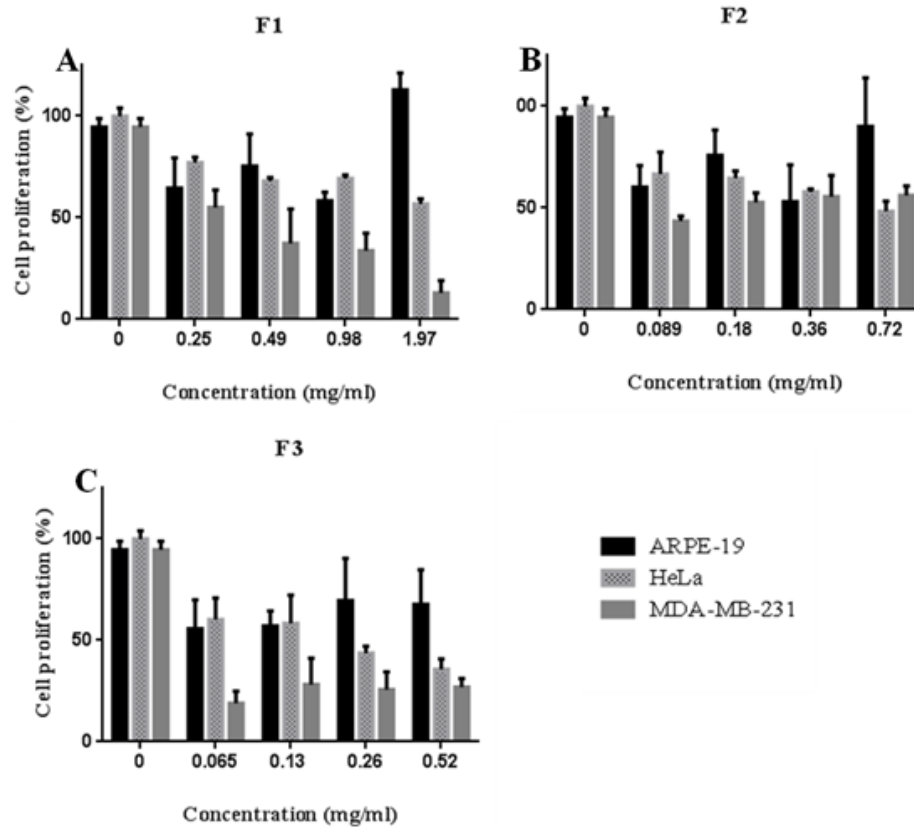 F1
A
Cell proliferation (%)
100
50
0
0 0.25 0.49 0.98 1.97
Concentration (mg/ml)
F2
B
00
50
00
0 0.089 0.18 0.36 0.72
Concentration (mg/ml)
F3
C
Cell proliferation (%)
100
50
0
0 0.065 0.13 0.26 0.52
Concentration (mg/ml)
ARPE-19
HeLa
MDA-MB-231